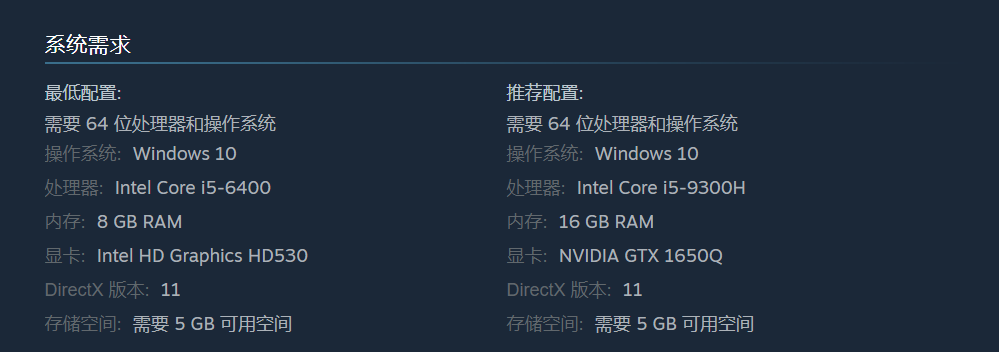 系统需求
最低配置:
需要 64 位处理器和操作系统
操作系统: Windows 10
处理器: Intel Core i5-6400
内存: 8 GB RAM
显卡: Intel HD Graphics HD530
DirectX 版本: 11
存储空间: 需要 5 GB 可用空间
推荐配置:
需要 64 位处理器和操作系统
操作系统: Windows 10
处理器: Intel Core i5-9300H
内存: 16 GB RAM
显卡: NVIDIA GTX 1650Q
DirectX 版本: 11
存储空间: 需要 5 GB 可用空间